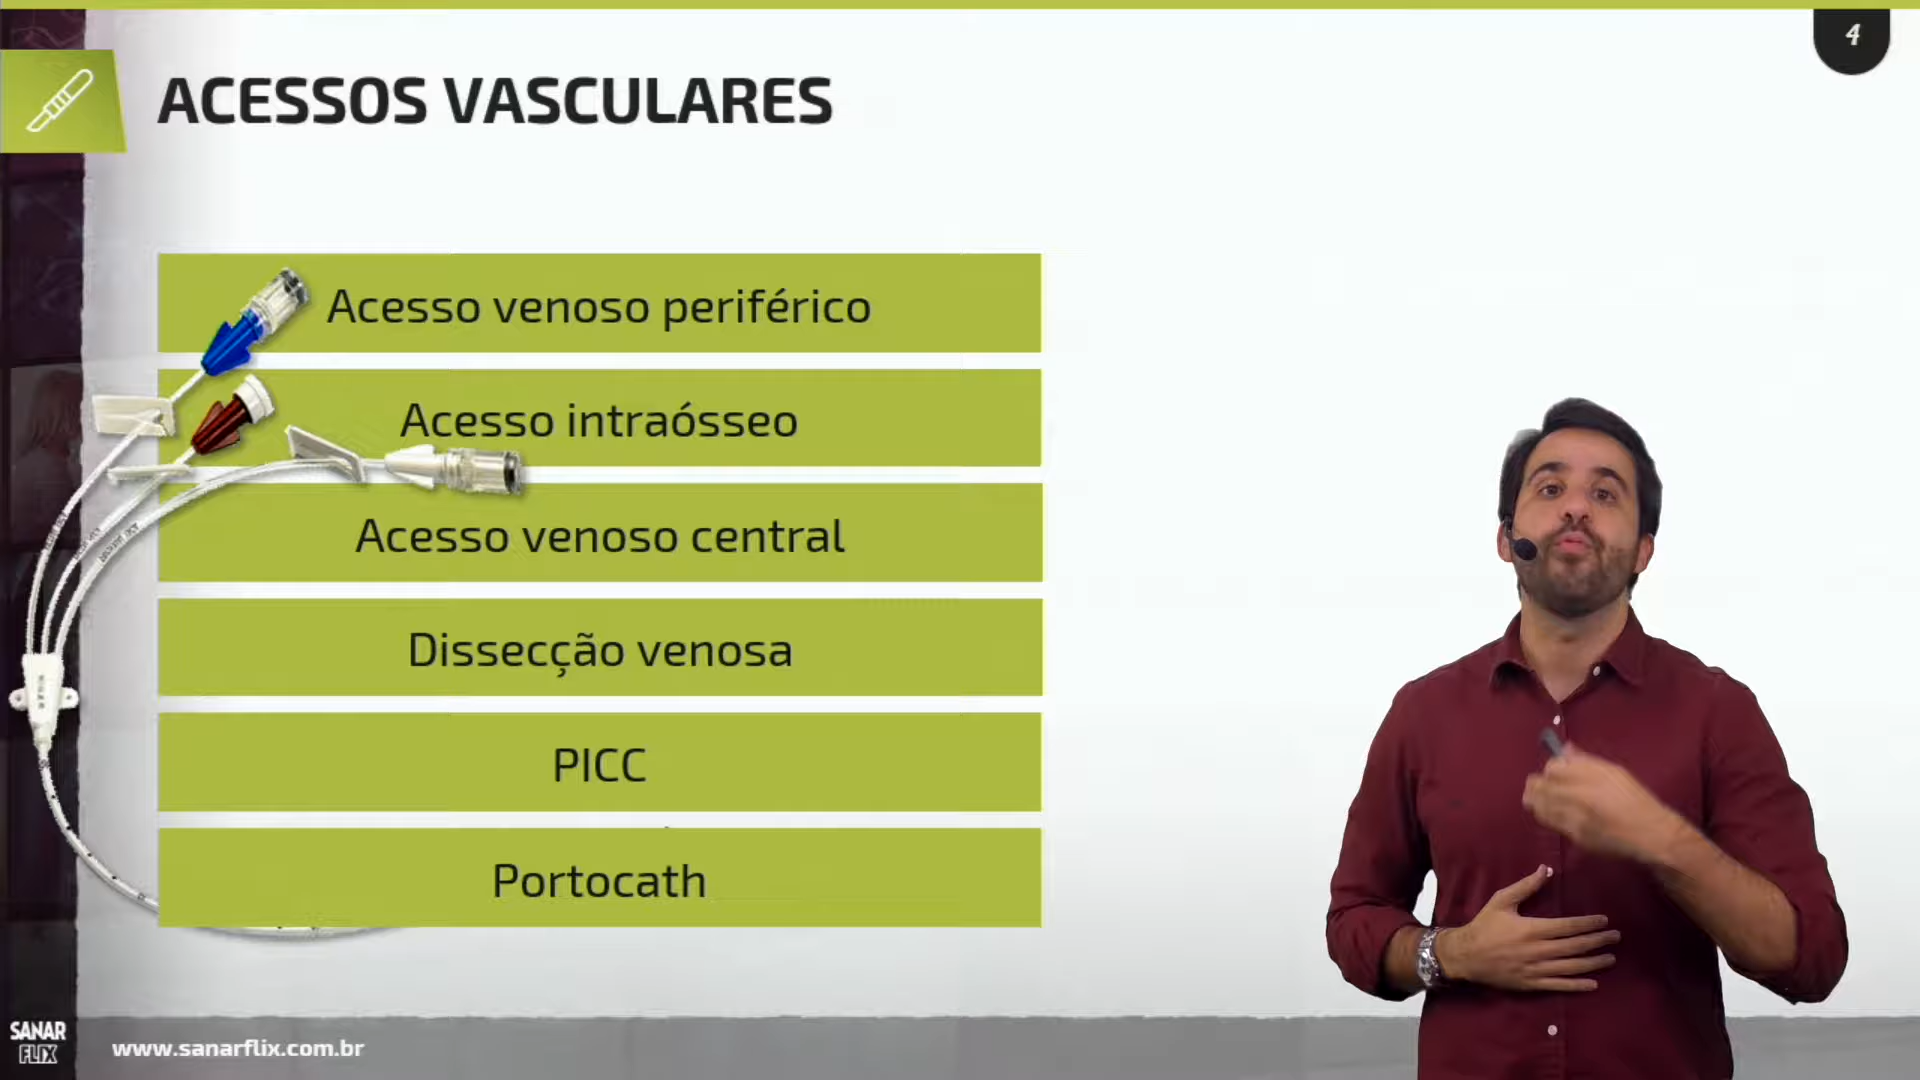 4
ACESSOS VASCULARES
Acesso venoso periférico
Acesso intraósseo
Acesso venoso central
Dissecção venosa
PICC
Portocath
SANAR
FLIX
www.sanarflix.com.br